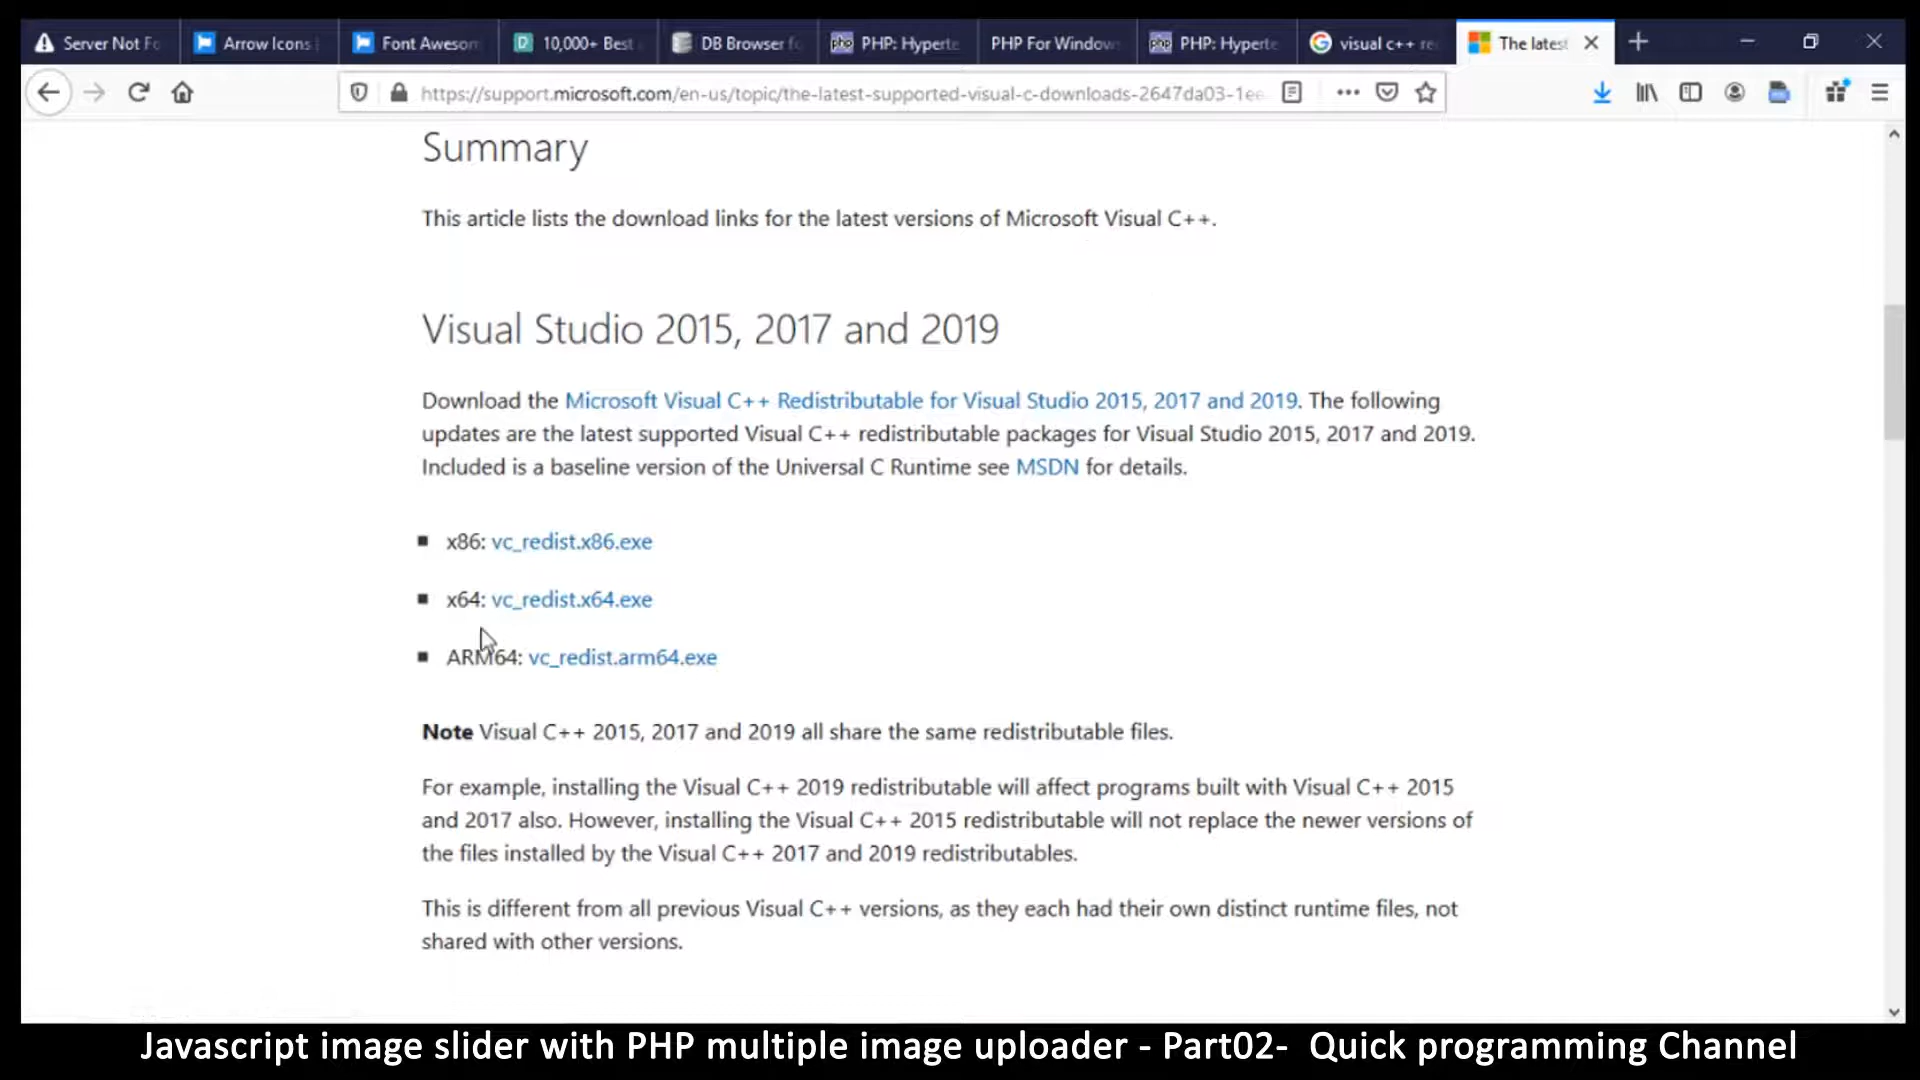 Server Not Fo
Arrow Icons
Font Awesom
10,000+ Best
DB Browser fo
php PHP: Hyperte
PHP For Window
php PHP: Hyperte
visual c++ re
The lates
https://support.microsoft.com/en-us/topic/the-latest-supported-visual-c-downloads-2647da03-1ee
Summary
This article lists the download links for the latest versions of Microsoft Visual C++.
Visual Studio 2015, 2017 and 2019
Download the Microsoft Visual C++ Redistributable for Visual Studio 2015, 2017 and 2019. The following
updates are the latest supported Visual C++ redistributable packages for Visual Studio 2015, 2017 and 2019.
Included is a baseline version of the Universal C Runtime see MSDN for details.
x86: vc_redist.x86.exe
x64: vc_redist.x64.exe
ARM64: vc_redist.arm64.exe
Note Visual C++ 2015, 2017 and 2019 all share the same redistributable files.
For example, installing the Visual C++ 2019 redistributable will affect programs built with Visual C++ 2015
and 2017 also. However, installing the Visual C++ 2015 redistributable will not replace the newer versions of
the files installed by the Visual C++ 2017 and 2019 redistributables.
This is different from all previous Visual C++ versions, as they each had their own distinct runtime files, not
shared with other versions.
Javascript image slider with PHP multiple image uploader - Part02- Quick programming Channel